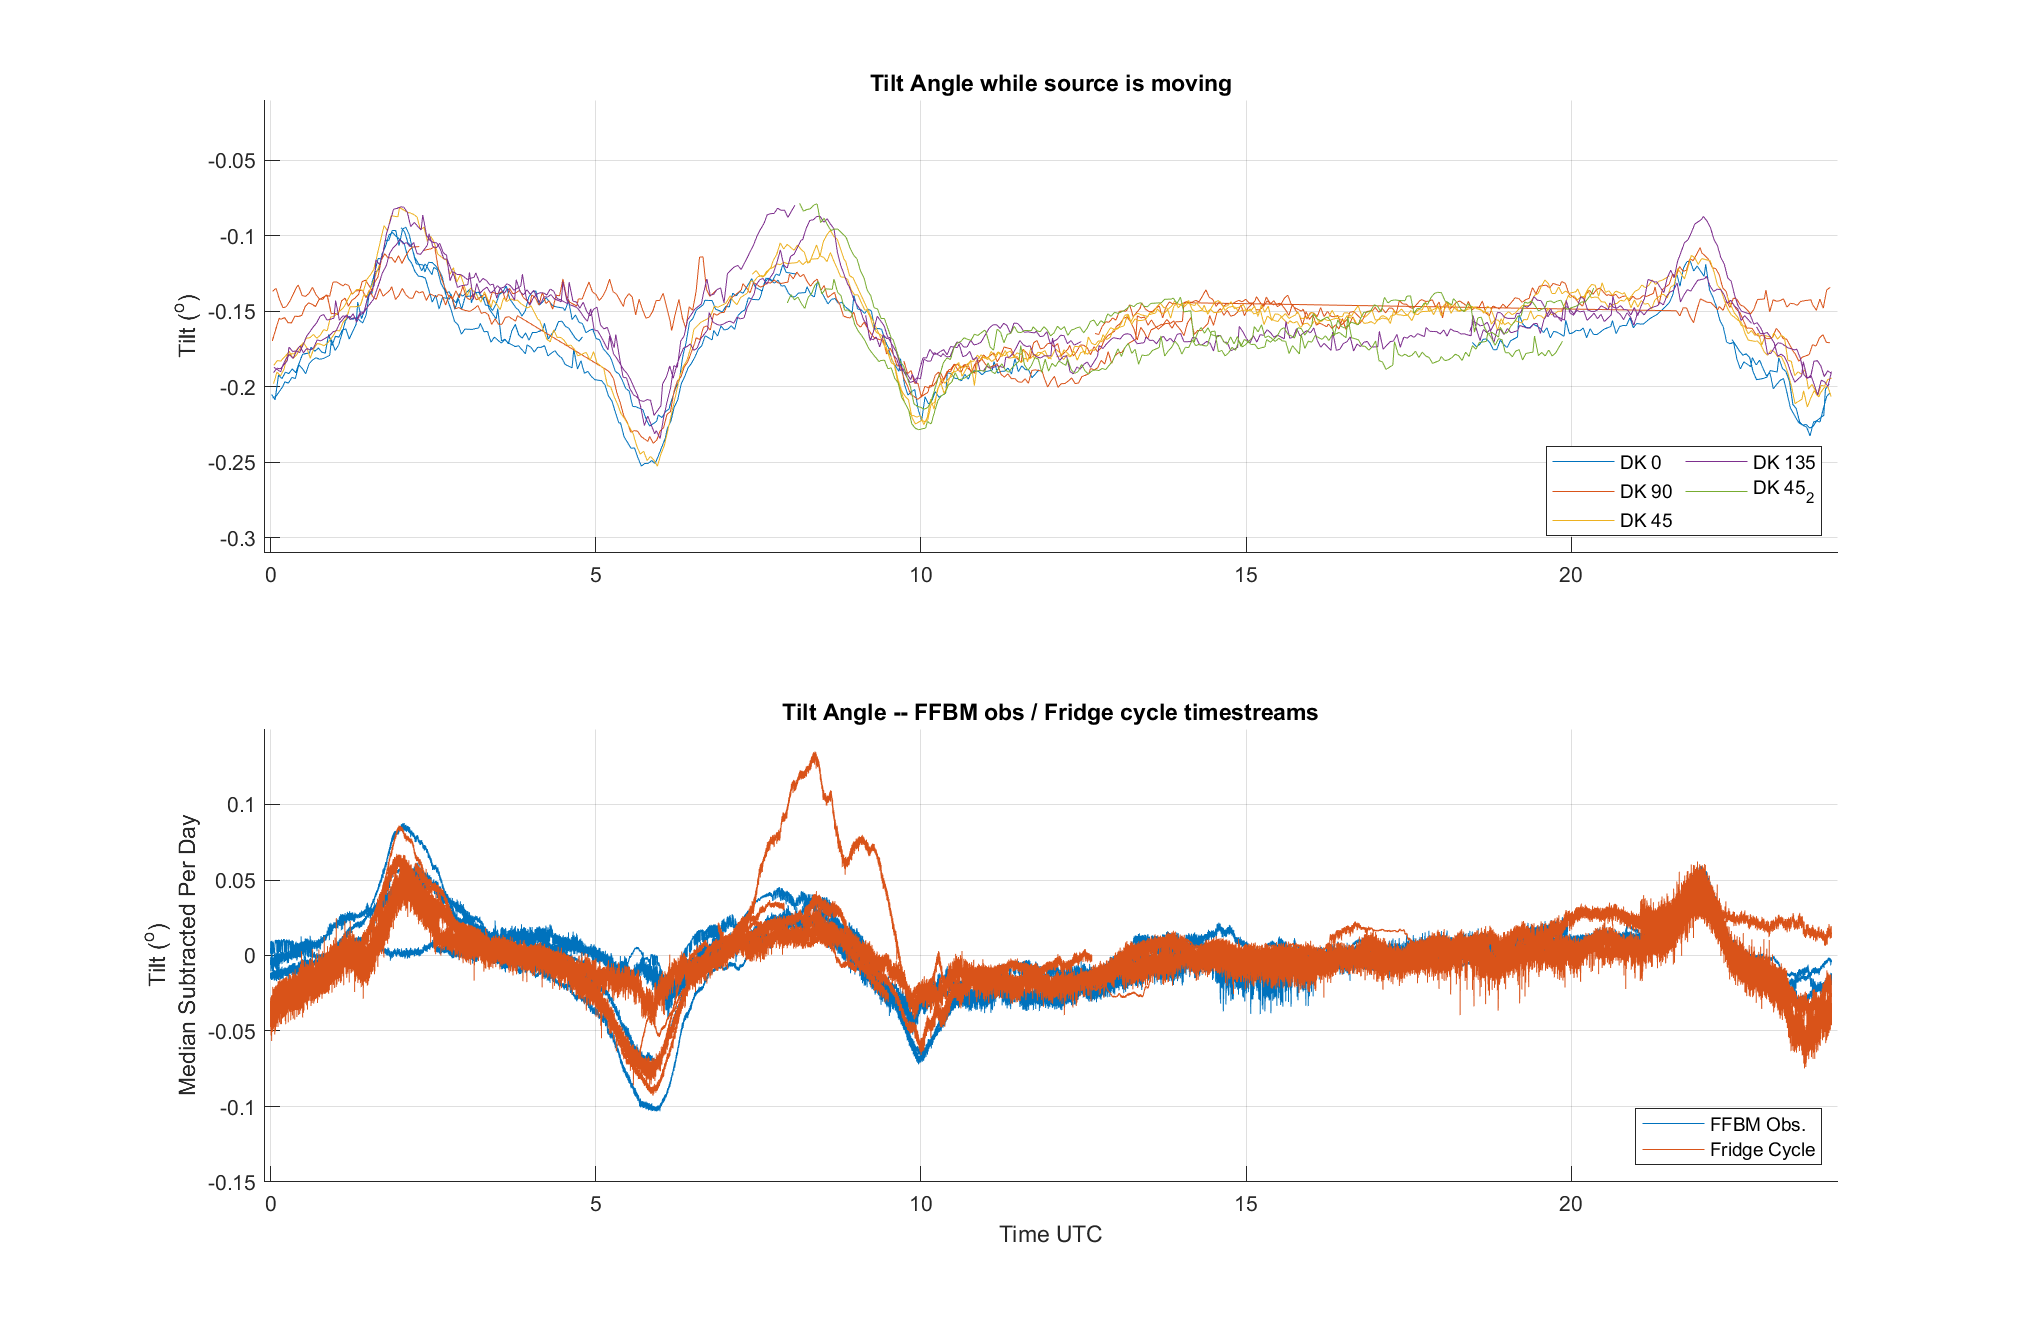 Tilt Angle while source is moving
Tilt (o)
-0.05
-0.1
-0.15
-0.2
-0.25
-0.3
0 5 10 15 20
DK 0 DK 135
DK 90 DK 452
DK 45
Tilt Angle -- FFBM obs / Fridge cycle timestreams
Tilt (o)
Median Subtracted Per Day
0.1
0.05
0
-0.05
-0.1
-0.15
0 5 10 15 20
FFBM Obs.
Fridge Cycle
Time UTC